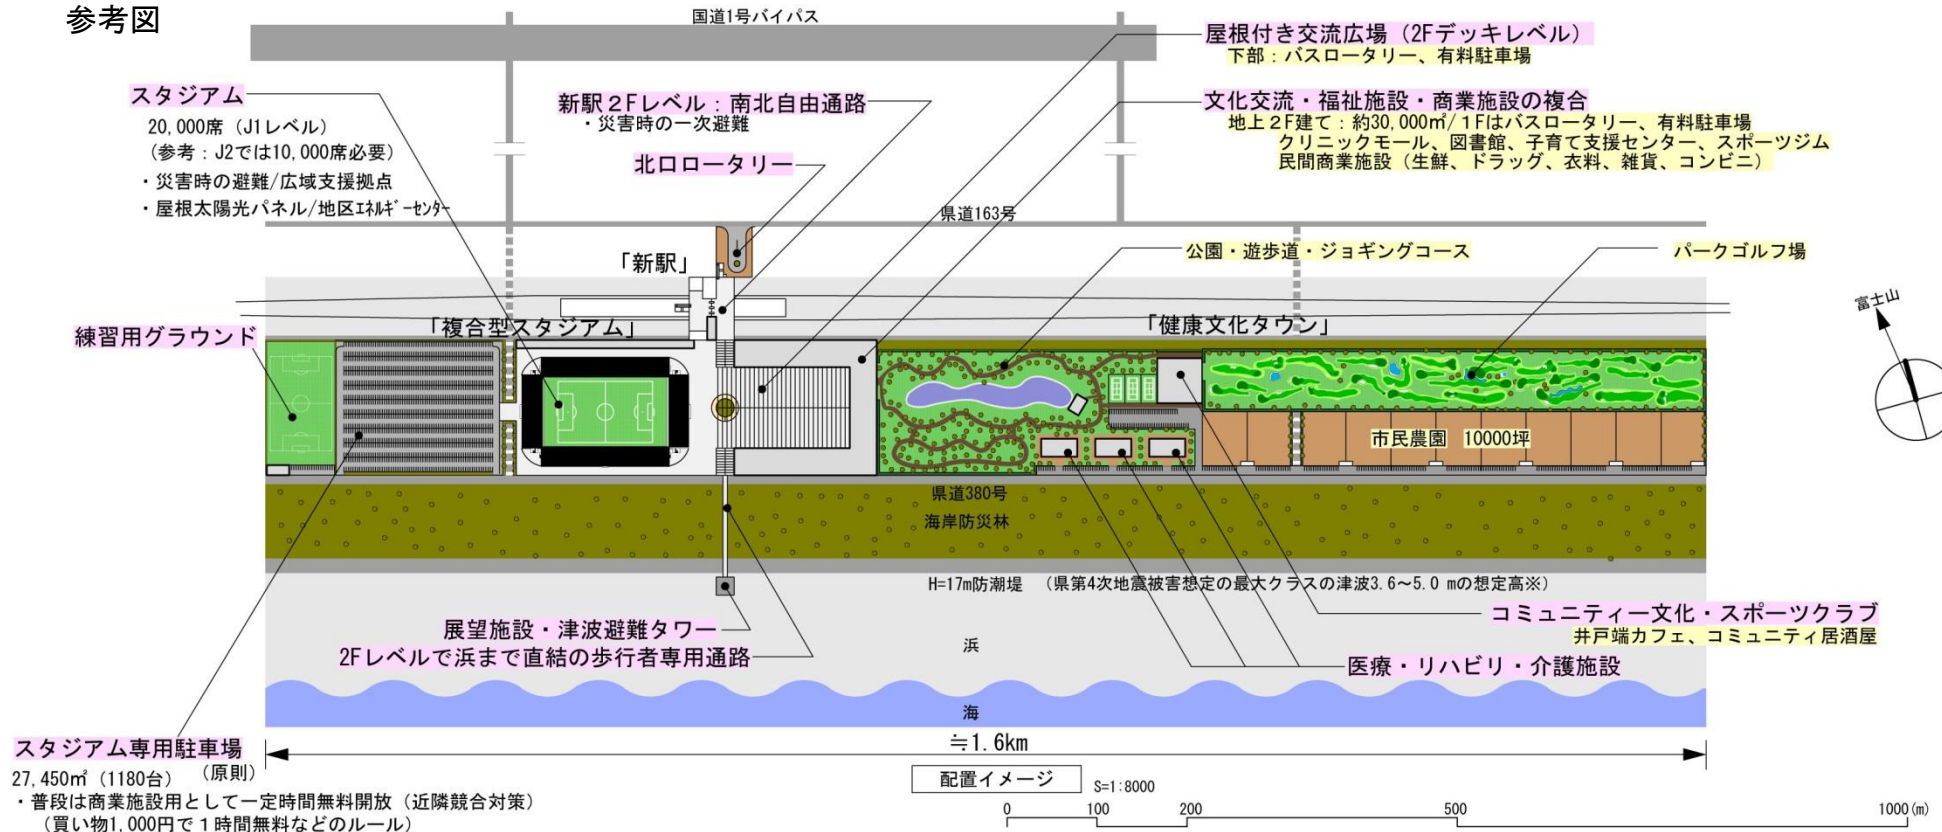 参考図
国道1号バイパス
屋根付き交流広場（2Fデッキレベル）
下部：バスロータリー、有料駐車場
スタジアム
20,000席（J1レベル）
（参考：J2では10,000席必要）
・災害時の避難/広域支援拠点
・屋根太陽光パネル/地区ｴﾈﾙｷﾞｰｾﾝﾀｰ
新駅２Fレベル：南北自由通路
・災害時の一次避難
北口ロータリー
文化交流・福祉施設・商業施設の複合
地上２F建て：約30,000㎡/１Fはバスロータリー、有料駐車場
クリニックモール、図書館、子育て支援センター、スポーツジム
民間商業施設（生鮮、ドラッグ、衣料、雑貨、コンビニ）
県道163号
公園・遊歩道・ジョギングコース
パークゴルフ場
「新駅」
富士山
練習用グラウンド
「複合型スタジアム」
「健康文化タウン」
市民農園　10000坪
県道380号
海岸防災林
H=17m防潮堤　（県第4次地震被害想定の最大クラスの津波3.6～5.0 mの想定高※）
コミュニティー文化・スポーツクラブ
井戸端カフェ、コミュニティ居酒屋
展望施設・津波避難タワー
2Fレベルで浜まで直結の歩行者専用通路
浜
医療・リハビリ・介護施設
海
スタジアム専用駐車場
27,450㎡（1180台）　（原則）
・普段は商業施設用として一定時間無料開放（近隣競合対策）
（買い物1,000円で１時間無料などのルール）
≒1.6km
配置イメージ　S=1:8000
0　100　200　500　1000(m)